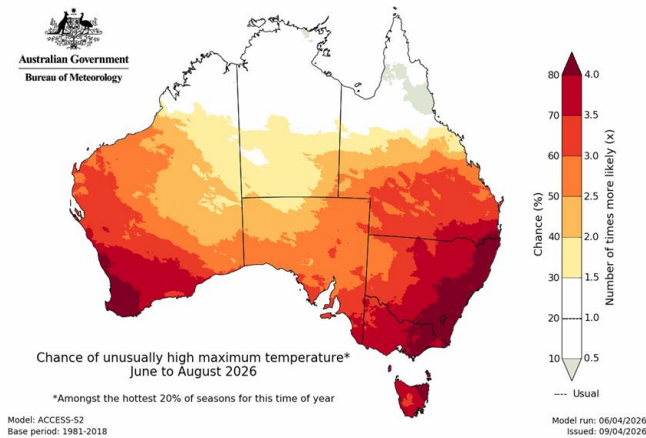 Australian Government
Bureau of Meteorology
80
70
60
50
40
30
20
10
4.0
3.5
3.0
2.5
2.0
1.5
1.0
0.5
Chance (%)
Number of times more likely (x)
Usual
Chance of unusually high maximum temperature*
June to August 2026
*Amongst the hottest 20% of seasons for this time of year
Model: ACCESS-S2
Base period: 1981-2018
Model run: 06/04/2026
Issued: 09/04/2026